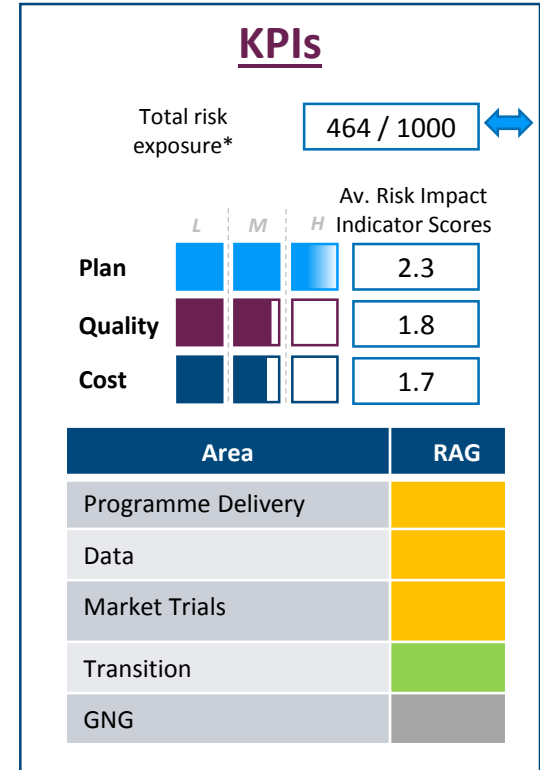 KPIs
Total risk
exposure*
464 / 1000
Av. Risk Impact
L M H Indicator Scores
Plan 2.3
Quality 1.8
Cost 1.7
Area RAG
Programme Delivery
Data
Market Trials
Transition
GNG